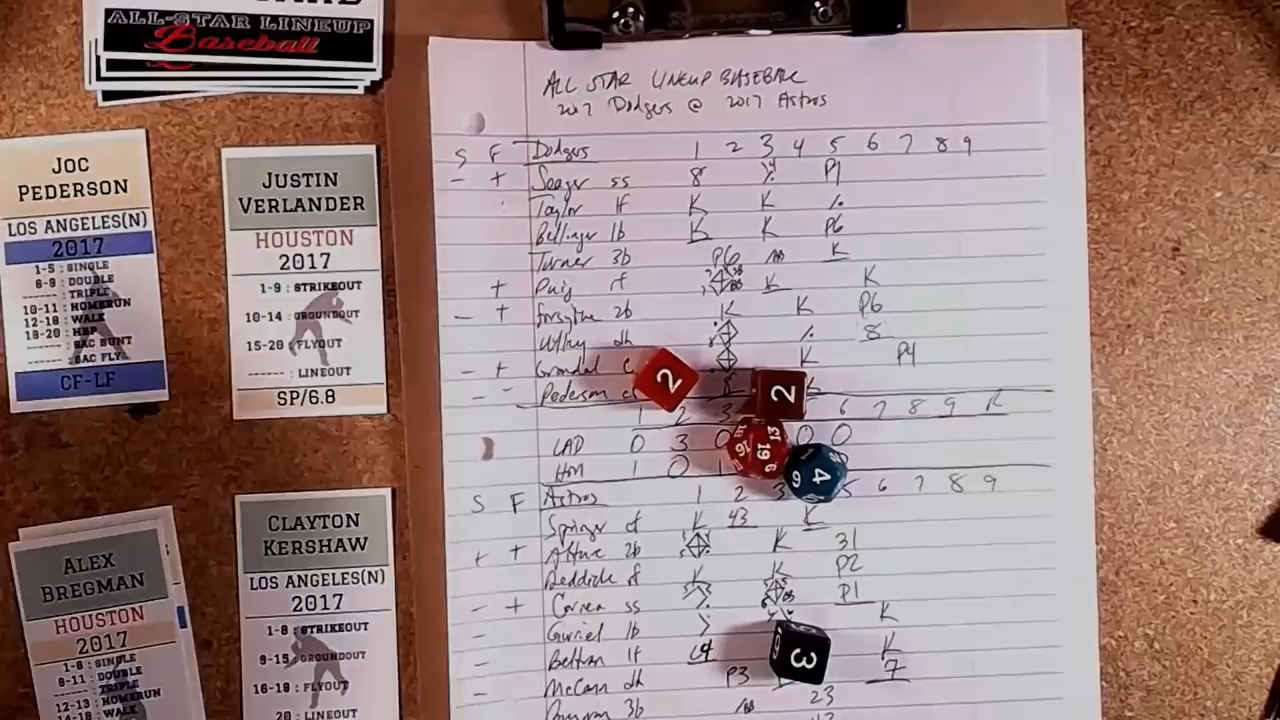 ALL-STAR LINEUP
Baseball
JOC
PEDERSON
LOS ANGELES(N)
2017
1-5 : SINGLE
6-9 : DOUBLE
------ : TRIPLE
10-11 : HOMERUN
12-18 : WALK
19-20 : HBP
------ : SAC BUNT
------ : SAC FLY
CF-LF
JUSTIN
VERLANDER
HOUSTON
2017
1-9 : STRIKEOUT
10-14 : GROUNDOUT
15-20 : FLYOUT
------ : LINEOUT
SP/6.8
ALEX
BREGMAN
HOUSTON
2017
1-8 : SINGLE
9-11 : DOUBLE
------ : TRIPLE
12-13 : HOMERUN
14-18 : WALK
CLAYTON
KERSHAW
LOS ANGELES(N)
2017
1-8 : STRIKEOUT
9-15 : GROUNDOUT
16-19 : FLYOUT
20 : LINEOUT
ALL STAR LINEUP BASEBALL
2017 Dodgers @ 2017 Astros
S F Dodgers 1 2 3 4 5 6 7 8 9
- + Seager ss 8 P1
Taylor lf K K
Bellinger 1b K K P6
Turner 3b P6 K
+ Puig rf K K
- + Forsythe 2b K K P6
Utley dh 8
- + Grandal c K P4
- Pederson cf 8 K
1 2 3 6 7 8 9 R
LAD 0 3 0 0 0
HOU 1 0 1
S F Astros 1 2 3 5 6 7 8 9
Springer cf K 43 K
+ + Altuve 2b K 31
Reddick rf K K P2
- + Correa ss P1 K
- Gurriel 1b K
- Beltran lf L4 7
- McCann dh P3 23
3b
2
2
16 19 13
4
3